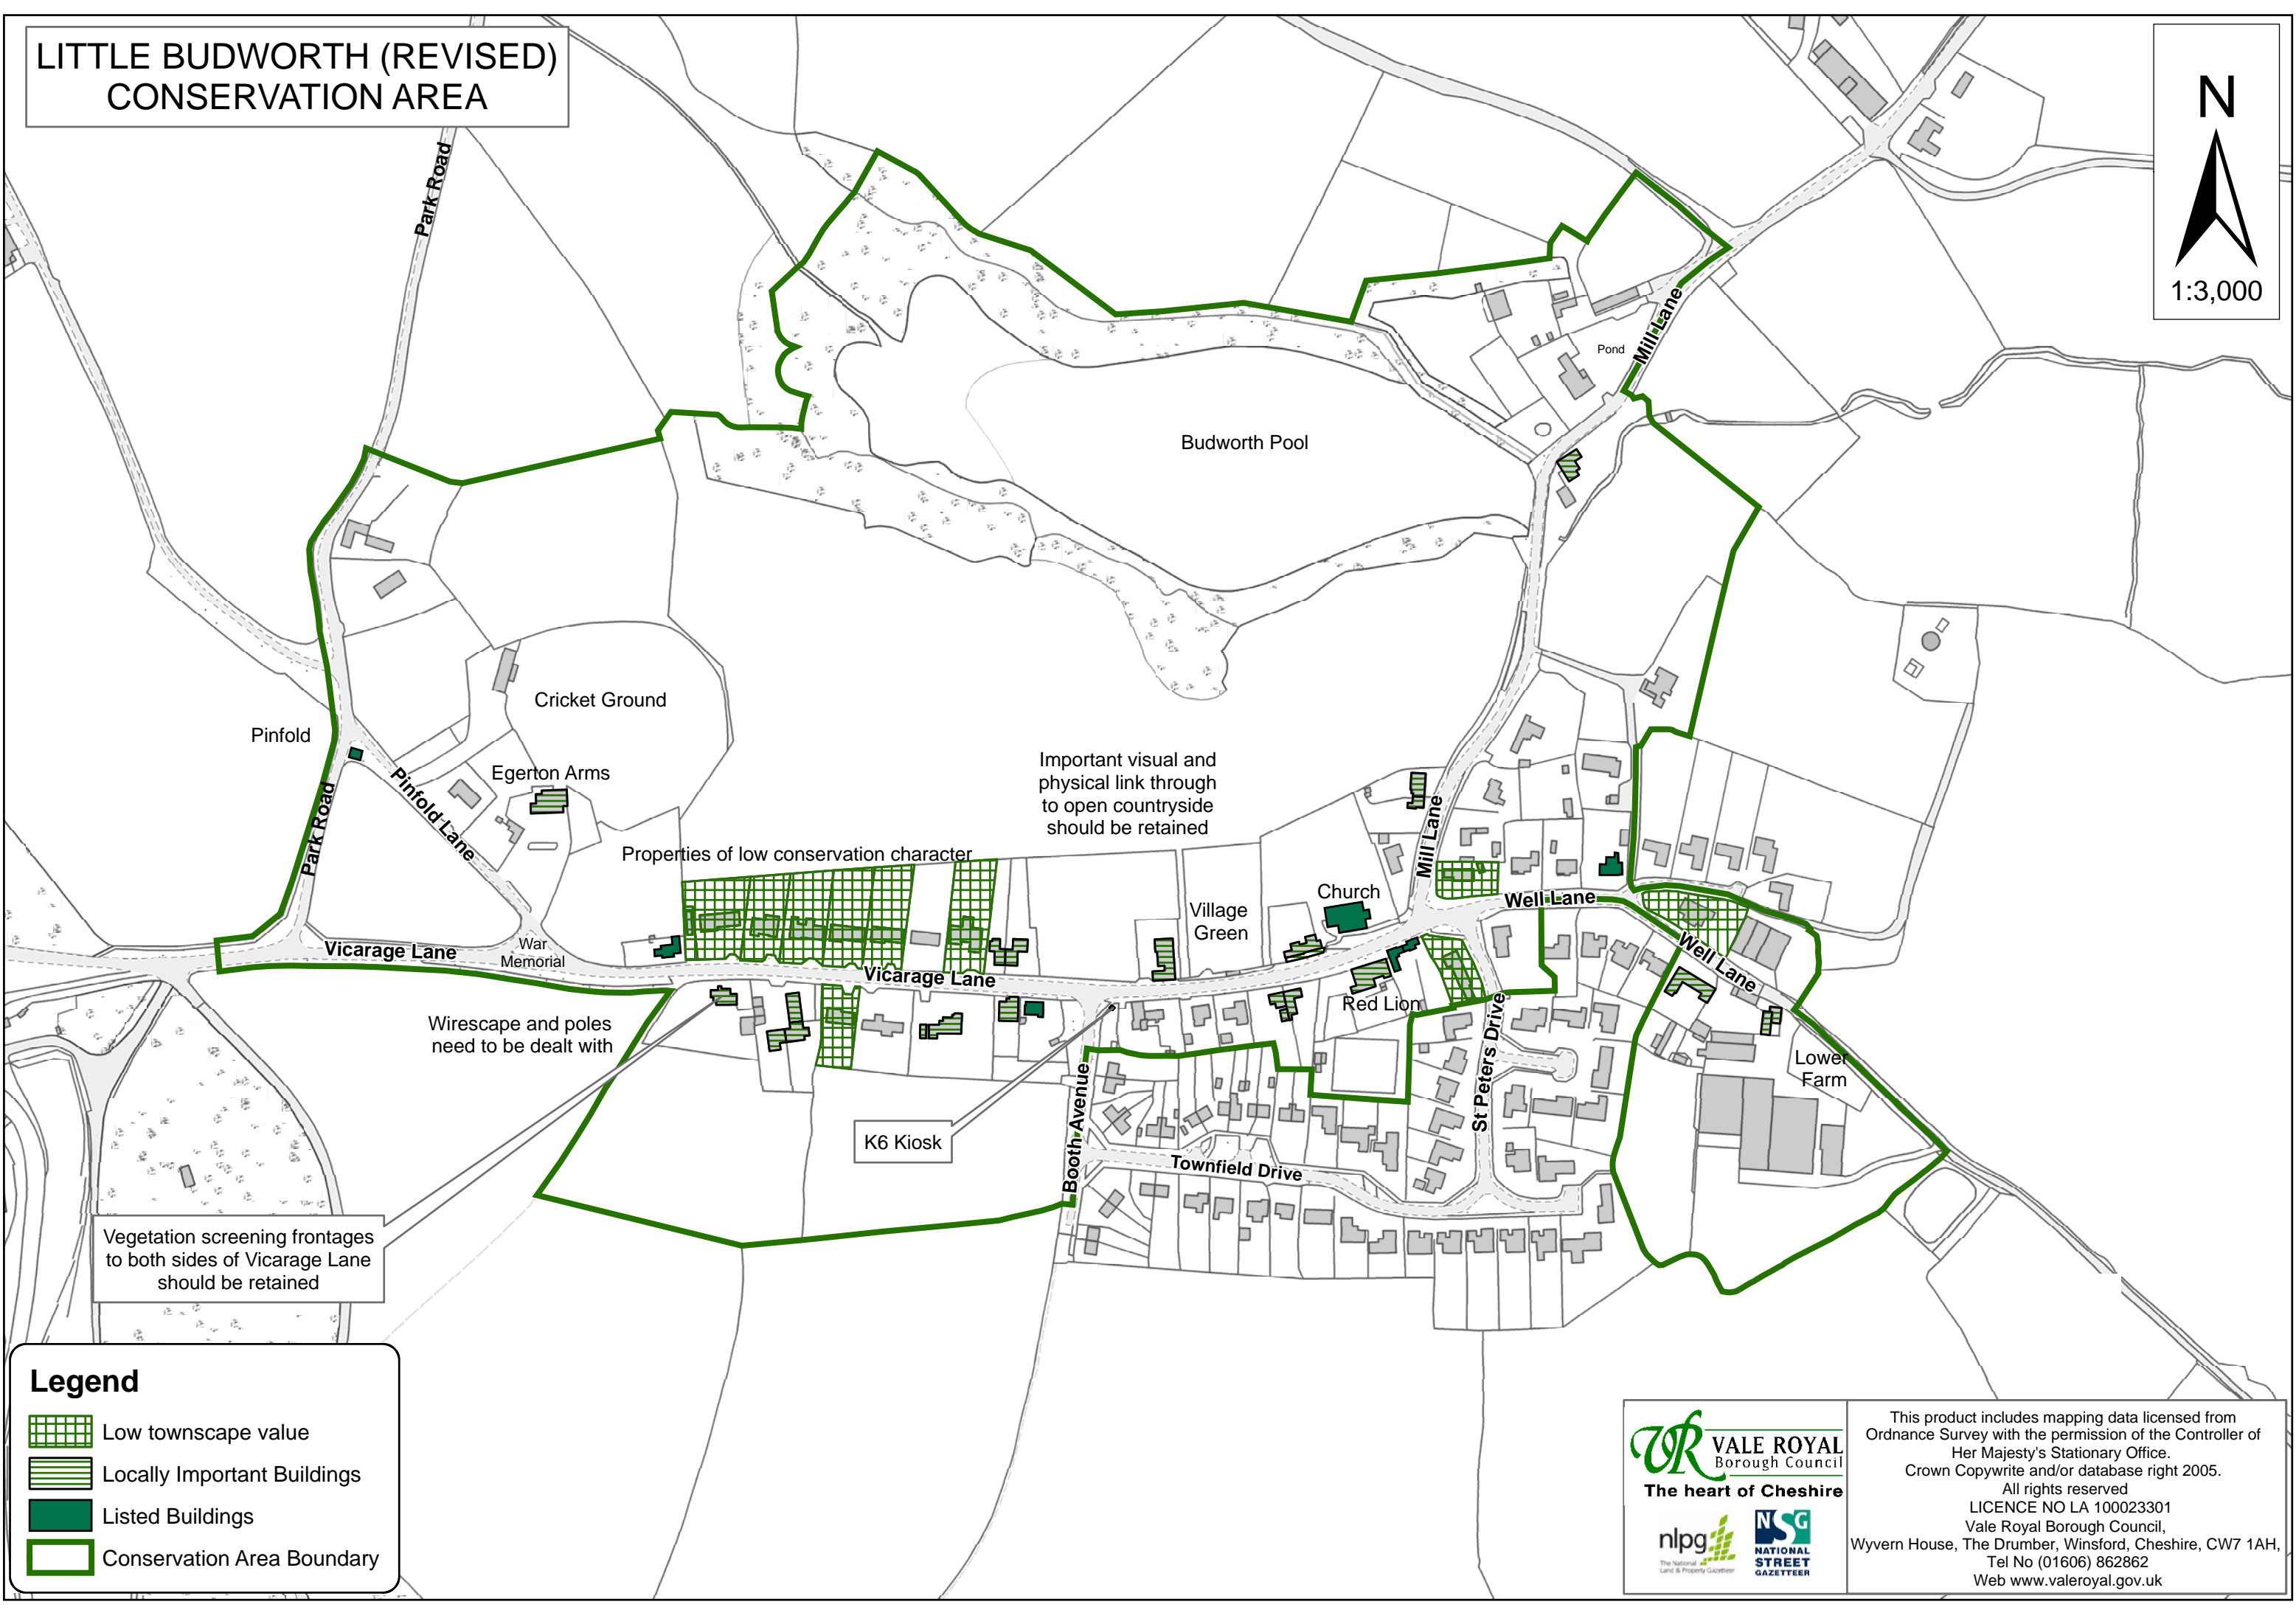 LITTLE BUDWORTH (REVISED)
CONSERVATION AREA
N
1:3,000
Park Road
Mill Lane
Pond
Budworth Pool
Cricket Ground
Pinfold
Egerton Arms
Pinfold Lane
Park Road
Important visual and
physical link through
to open countryside
should be retained
Mill Lane
Properties of low conservation character
Church
Village
Green
Well Lane
War
Memorial
Vicarage Lane
Vicarage Lane
Well Lane
Red Lion
Wirescape and poles
need to be dealt with
St Peters Drive
Lower
Farm
Booth Avenue
K6 Kiosk
Townfield Drive
Vegetation screening frontages
to both sides of Vicarage Lane
should be retained
Legend
Low townscape value
Locally Important Buildings
Listed Buildings
Conservation Area Boundary
VR VALE ROYAL
Borough Council
The heart of Cheshire
nlpg
The National
Land & Property Gazetteer
NSG
NATIONAL
STREET
GAZETTEER
This product includes mapping data licensed from
Ordnance Survey with the permission of the Controller of
Her Majesty's Stationary Office.
Crown Copywrite and/or database right 2005.
All rights reserved
LICENCE NO LA 100023301
Vale Royal Borough Council,
Wyvern House, The Drumber, Winsford, Cheshire, CW7 1AH,
Tel No (01606) 862862
Web www.valeroyal.gov.uk